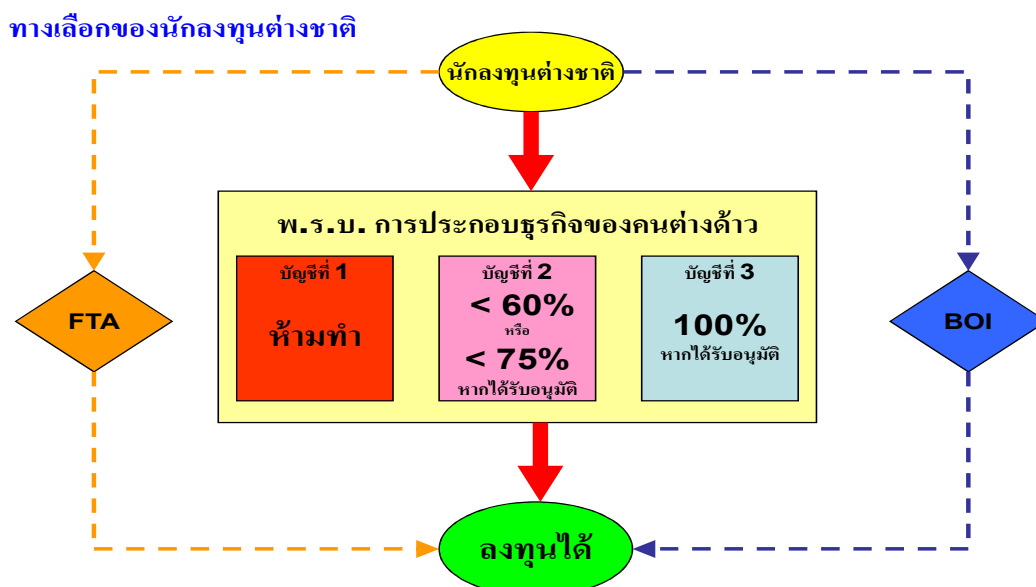 ทางเลือกของนักลงทุนต่างชาติ
นักลงทุนต่างชาติ
พ.ร.บ. การประกอบธุรกิจของคนต่างด้าว
บัญชีที่ 1
ห้ามทำ
บัญชีที่ 2
< 60%
หรือ
< 75%
หากได้รับอนุมัติ
บัญชีที่ 3
100%
หากได้รับอนุมัติ
FTA
BOI
ลงทุนได้